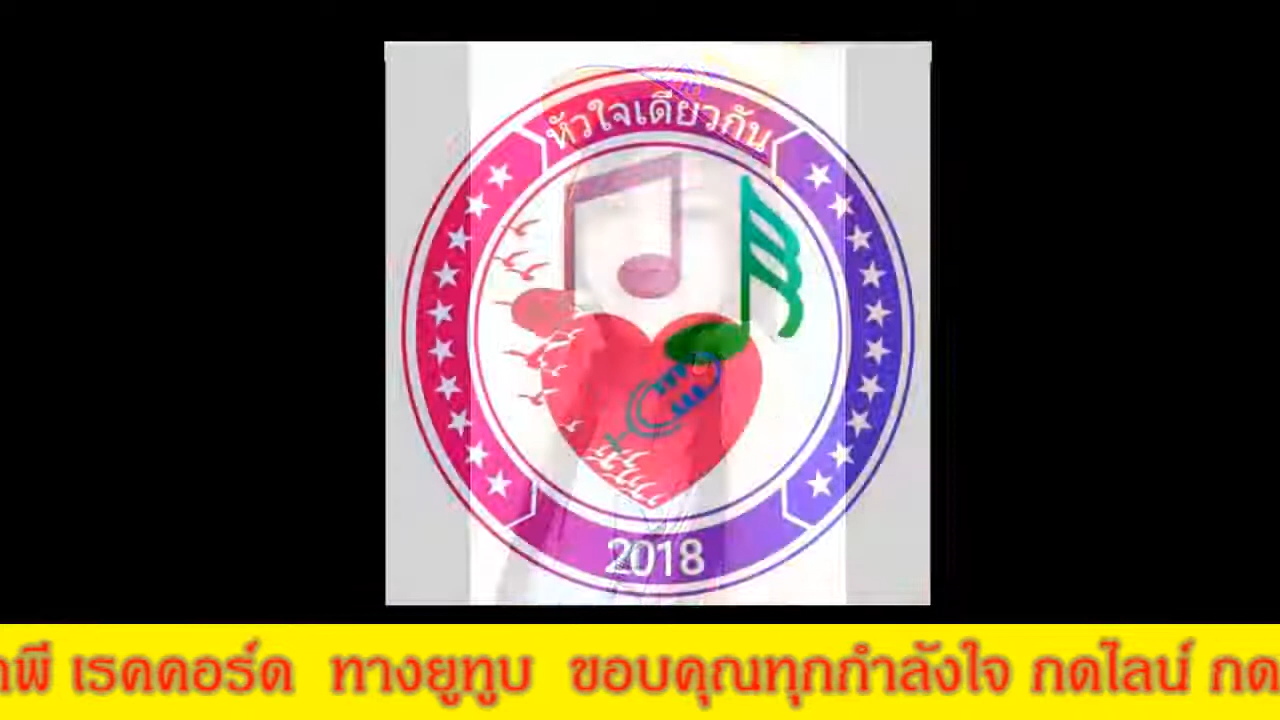 หัวใจเดียวกัน
2018
พี เรคคอร์ด ทางยูทูบ ขอบคุณทุกกำลังใจ กดไลน์ กด